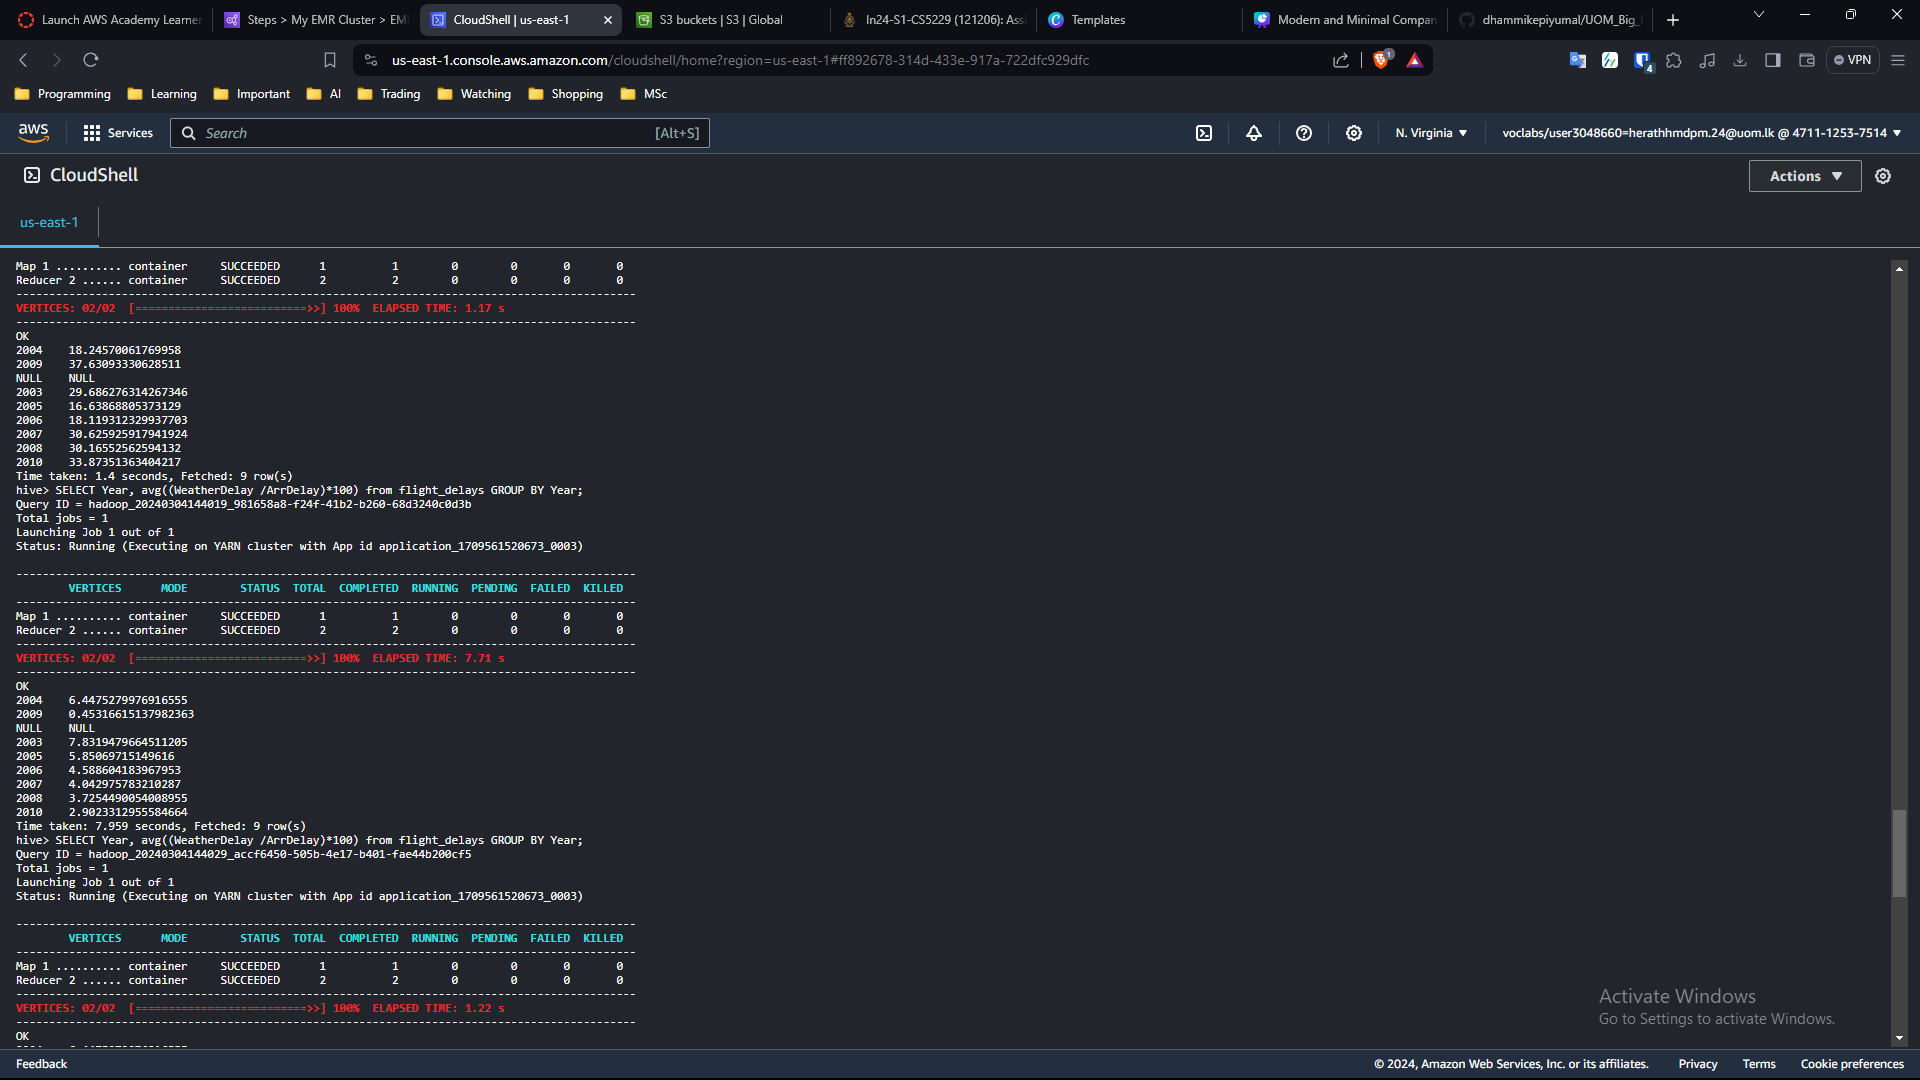 Launch AWS Academy Learner
Steps > My EMR Cluster > EMI
CloudShell | us-east-1
S3 buckets | S3 | Global
In24-S1-CS5229 (121206): Assi
Templates
Modern and Minimal Compan
dhammikepiyumal/UOM_Big_
us-east-1.console.aws.amazon.com/cloudshell/home?region=us-east-1#ff892678-314d-433e-917a-722dfc929dfc
1
4
VPN
Programming
Learning
Important
AI
Trading
Watching
Shopping
MSc
aws
Services
Search
[Alt+S]
N. Virginia
voclabs/user3048660=herathhmdpm.24@uom.lk @ 4711-1253-7514
CloudShell
Actions
us-east-1
Map 1 .......... container     SUCCEEDED      1          1        0        0       0       0
Reducer 2 ...... container     SUCCEEDED      2          2        0        0       0       0
----------------------------------------------------------------------------------------------
VERTICES: 02/02  [==========================>>] 100%  ELAPSED TIME: 1.17 s
----------------------------------------------------------------------------------------------
OK
2004    18.24570061769958
2009    37.63093330628511
NULL    NULL
2003    29.686276314267346
2005    16.63868805373129
2006    18.119312329937703
2007    30.625925917941924
2008    30.16552562594132
2010    33.87351363404217
Time taken: 1.4 seconds, Fetched: 9 row(s)
hive> SELECT Year, avg((WeatherDelay /ArrDelay)*100) from flight_delays GROUP BY Year;
Query ID = hadoop_20240304144019_981658a8-f24f-41b2-b260-68d3240c0d3b
Total jobs = 1
Launching Job 1 out of 1
Status: Running (Executing on YARN cluster with App id application_1709561520673_0003)
----------------------------------------------------------------------------------------------
        VERTICES      MODE        STATUS  TOTAL  COMPLETED  RUNNING  PENDING  FAILED  KILLED
----------------------------------------------------------------------------------------------
Map 1 .......... container     SUCCEEDED      1          1        0        0       0       0
Reducer 2 ...... container     SUCCEEDED      2          2        0        0       0       0
----------------------------------------------------------------------------------------------
VERTICES: 02/02  [==========================>>] 100%  ELAPSED TIME: 7.71 s
----------------------------------------------------------------------------------------------
OK
2004    6.4475279976916555
2009    0.45316615137982363
NULL    NULL
2003    7.8319479664511205
2005    5.85069715149616
2006    4.588604183967953
2007    4.042975783210287
2008    3.7254490054008955
2010    2.9023312955584664
Time taken: 7.959 seconds, Fetched: 9 row(s)
hive> SELECT Year, avg((WeatherDelay /ArrDelay)*100) from flight_delays GROUP BY Year;
Query ID = hadoop_20240304144029_accf6450-505b-4e17-b401-fae44b200cf5
Total jobs = 1
Launching Job 1 out of 1
Status: Running (Executing on YARN cluster with App id application_1709561520673_0003)
----------------------------------------------------------------------------------------------
        VERTICES      MODE        STATUS  TOTAL  COMPLETED  RUNNING  PENDING  FAILED  KILLED
----------------------------------------------------------------------------------------------
Map 1 .......... container     SUCCEEDED      1          1        0        0       0       0
Reducer 2 ...... container     SUCCEEDED      2          2        0        0       0       0
----------------------------------------------------------------------------------------------
VERTICES: 02/02  [==========================>>] 100%  ELAPSED TIME: 1.22 s
----------------------------------------------------------------------------------------------
OK
Activate Windows
Go to Settings to activate Windows.
Feedback
© 2024, Amazon Web Services, Inc. or its affiliates.
Privacy
Terms
Cookie preferences